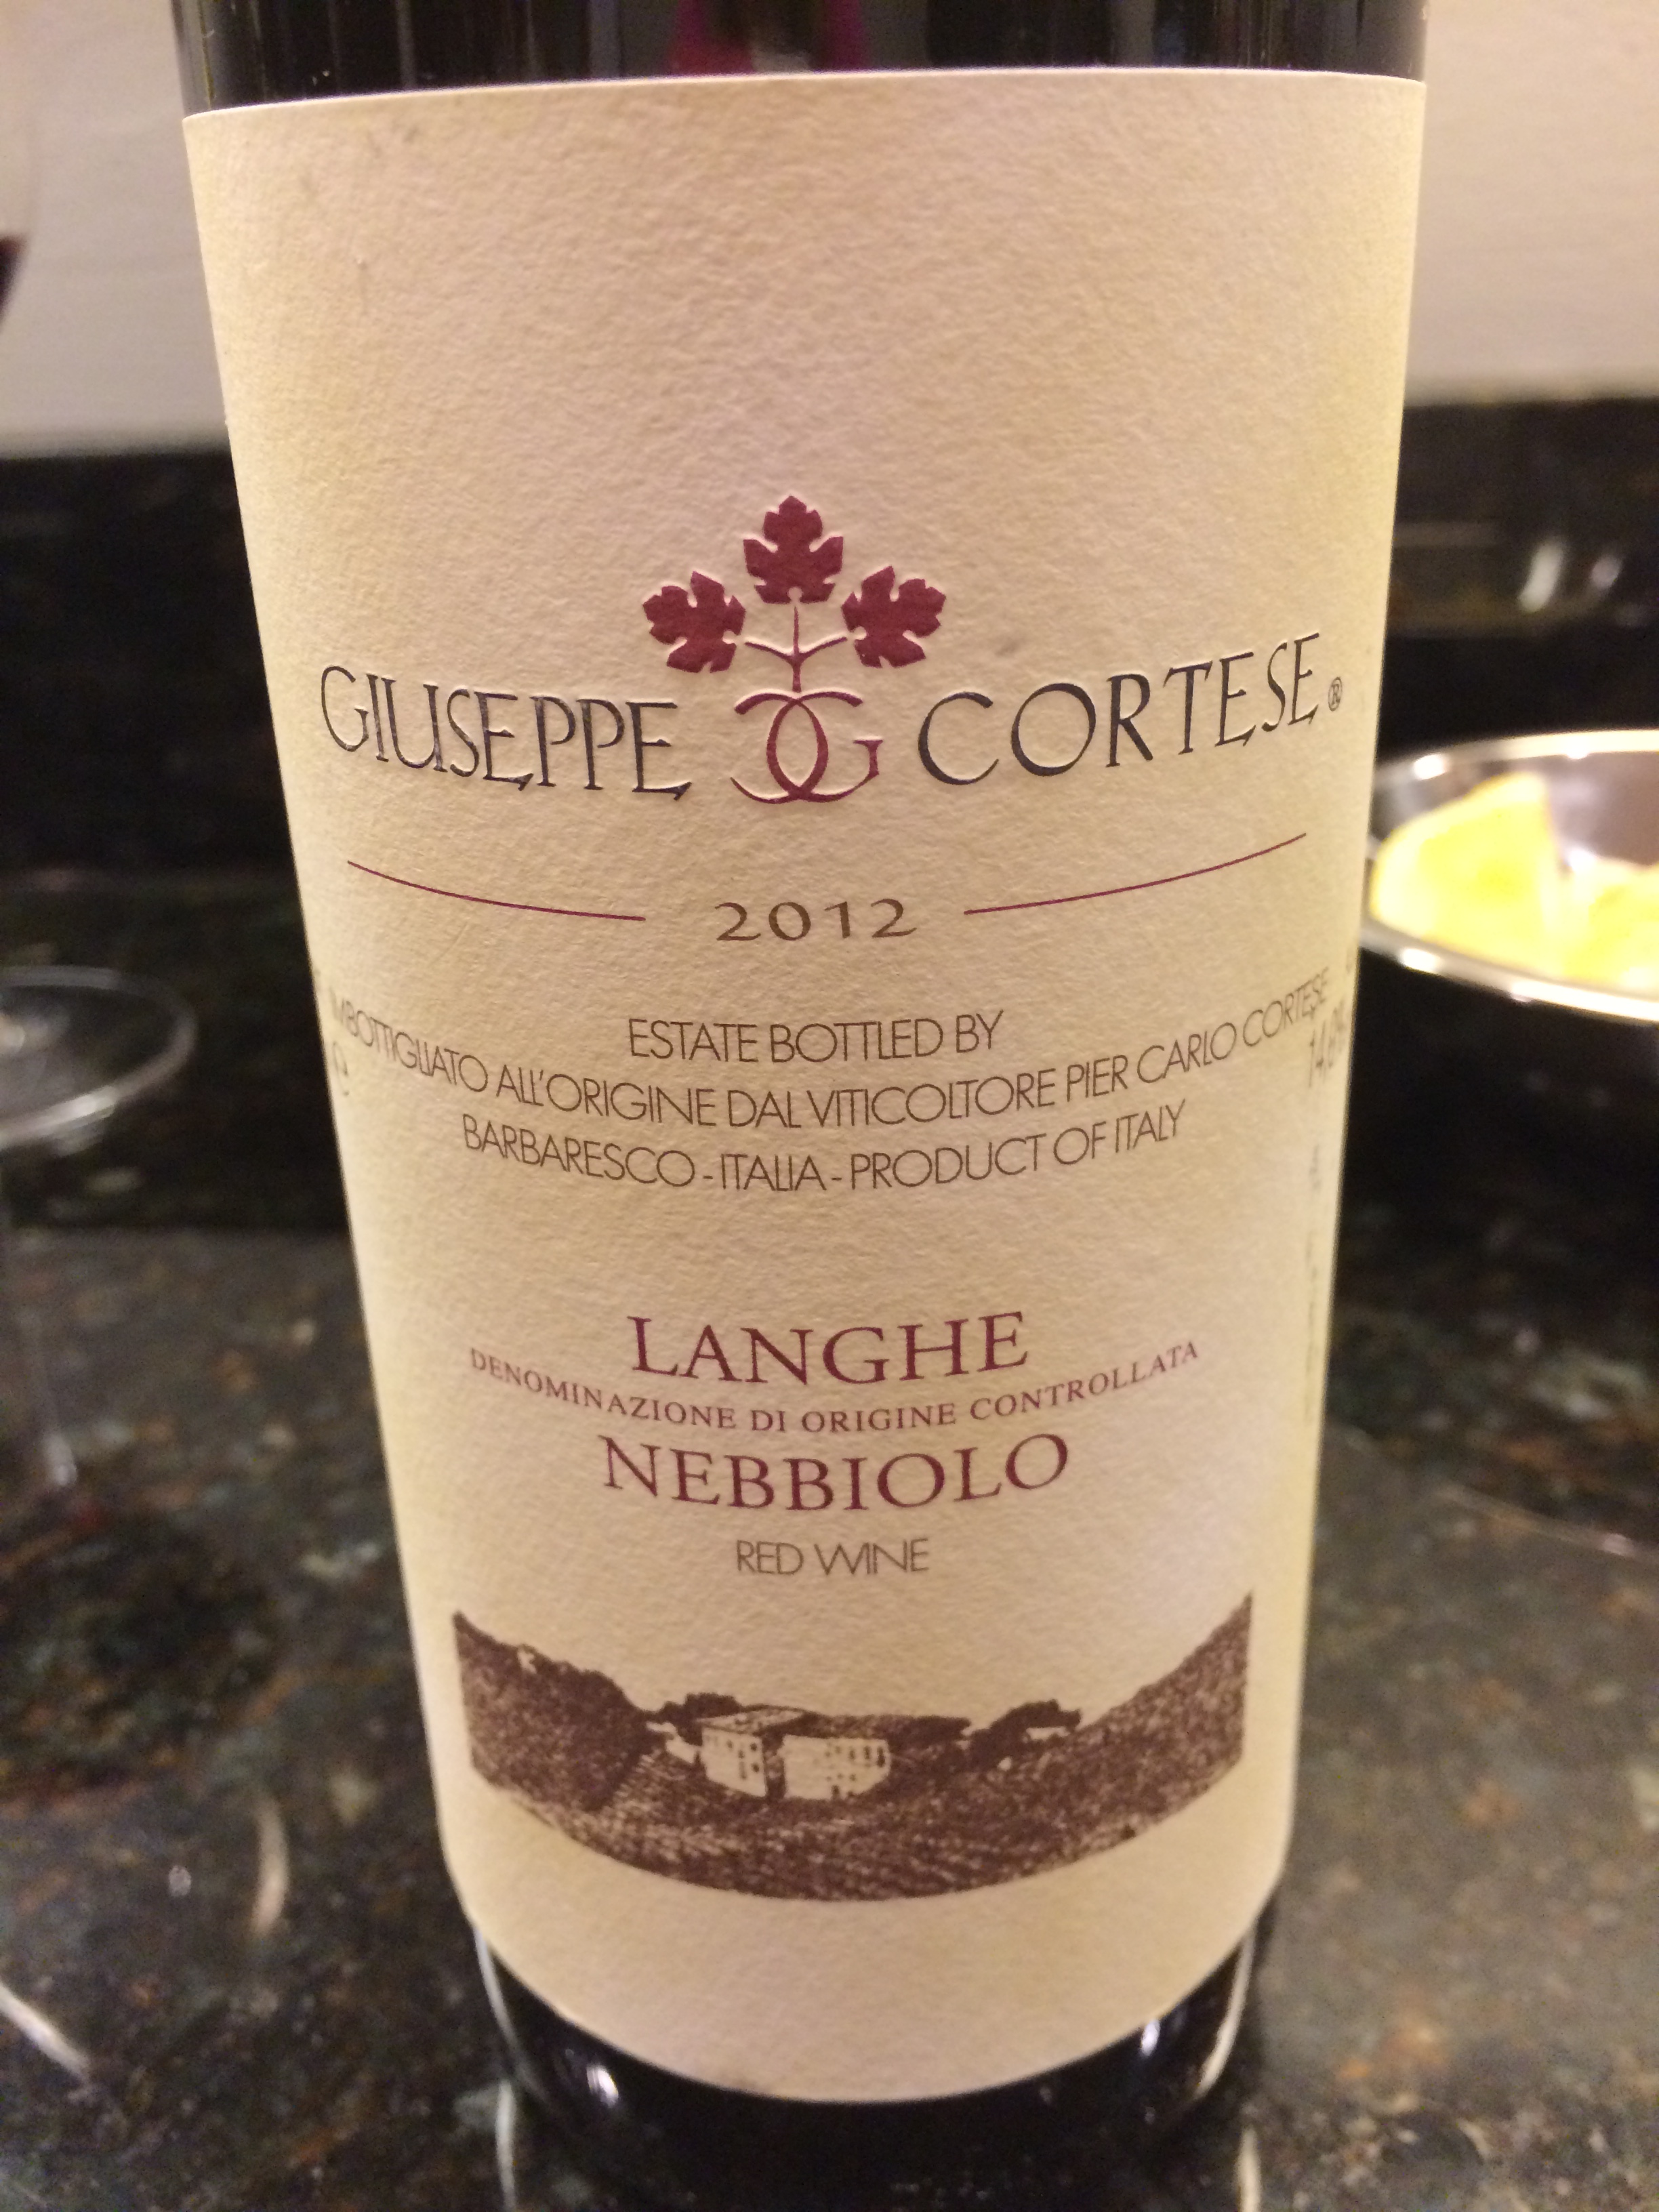 GIUSEPPE CG CORTESE®
2012
ESTATE BOTTLED BY
IMBOTTIGLIATO ALL'ORIGINE DAL VITICOLTORE PIER CARLO CORTESE
BARBARESCO - ITALIA - PRODUCT OF ITALY
LANGHE
DENOMINAZIONE DI ORIGINE CONTROLLATA
NEBBIOLO
RED WINE